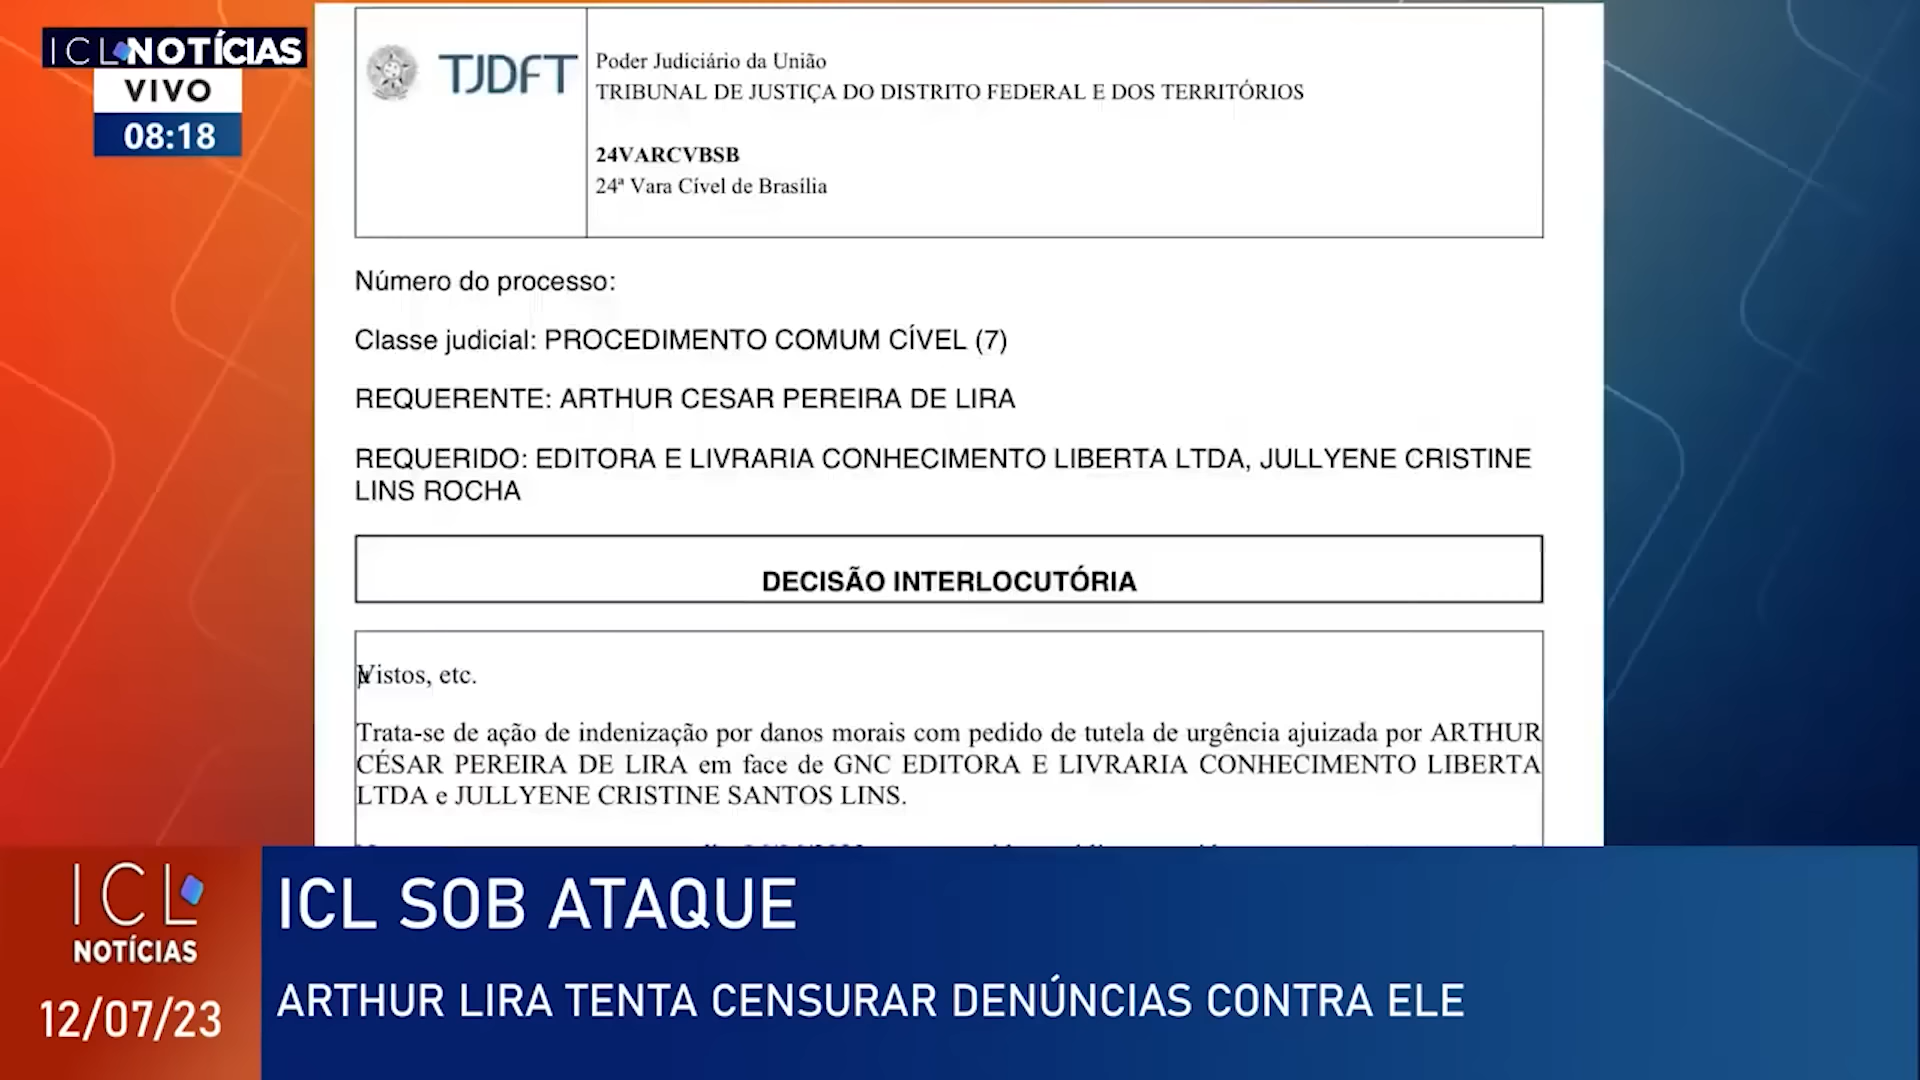 ICL NOTÍCIAS
VIVO
08:18
TJDFT
Poder Judiciário da União
TRIBUNAL DE JUSTIÇA DO DISTRITO FEDERAL E DOS TERRITÓRIOS
24VARCVBSB
24ª Vara Cível de Brasília
Número do processo:
Classe judicial: PROCEDIMENTO COMUM CÍVEL (7)
REQUERENTE: ARTHUR CESAR PEREIRA DE LIRA
REQUERIDO: EDITORA E LIVRARIA CONHECIMENTO LIBERTA LTDA, JULLYENE CRISTINE
LINS ROCHA
DECISÃO INTERLOCUTÓRIA
Vistos, etc.
Trata-se de ação de indenização por danos morais com pedido de tutela de urgência ajuizada por ARTHUR
CÉSAR PEREIRA DE LIRA em face de GNC EDITORA E LIVRARIA CONHECIMENTO LIBERTA
LTDA e JULLYENE CRISTINE SANTOS LINS.
ICL
NOTÍCIAS
12/07/23
ICL SOB ATAQUE
ARTHUR LIRA TENTA CENSURAR DENÚNCIAS CONTRA ELE